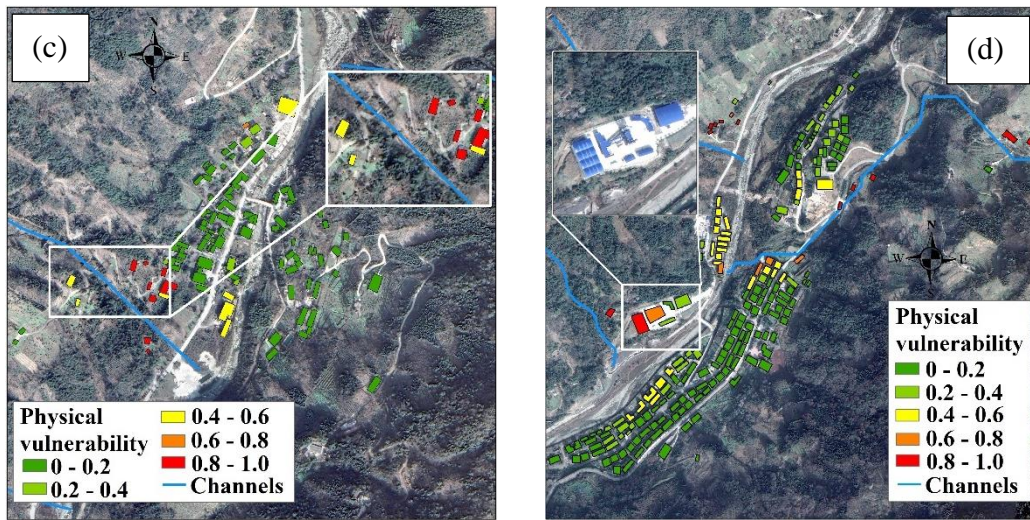 (c)
N
W E
S
Physical
vulnerability
0 - 0.2
0.2 - 0.4
0.4 - 0.6
0.6 - 0.8
0.8 - 1.0
Channels
(d)
N
W E
S
Physical
vulnerability
0 - 0.2
0.2 - 0.4
0.4 - 0.6
0.6 - 0.8
0.8 - 1.0
Channels